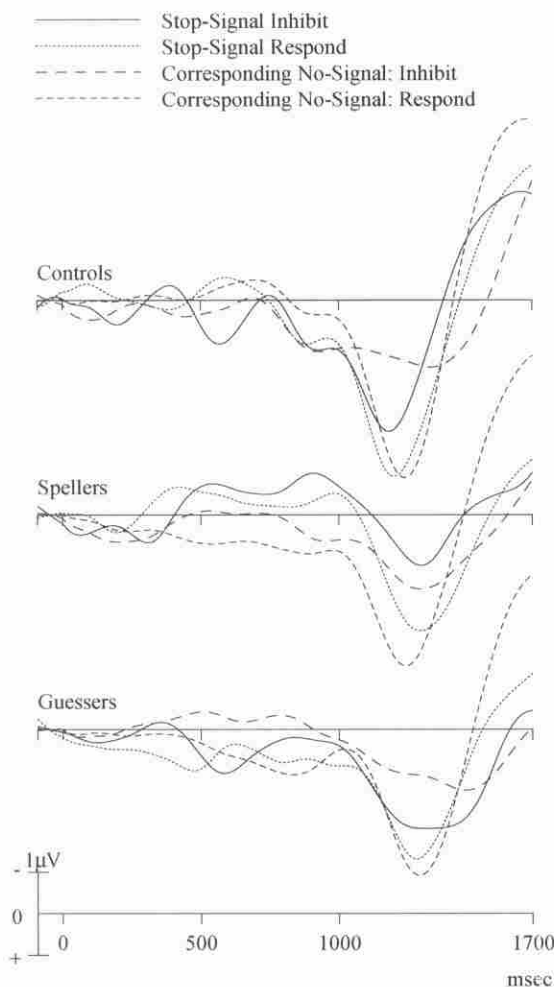 Stop-Signal Inhibit
Stop-Signal Respond
Corresponding No-Signal: Inhibit
Corresponding No-Signal: Respond
Controls
Spellers
Guessers
- 1µV
0
+
0 500 1000 1700
msec